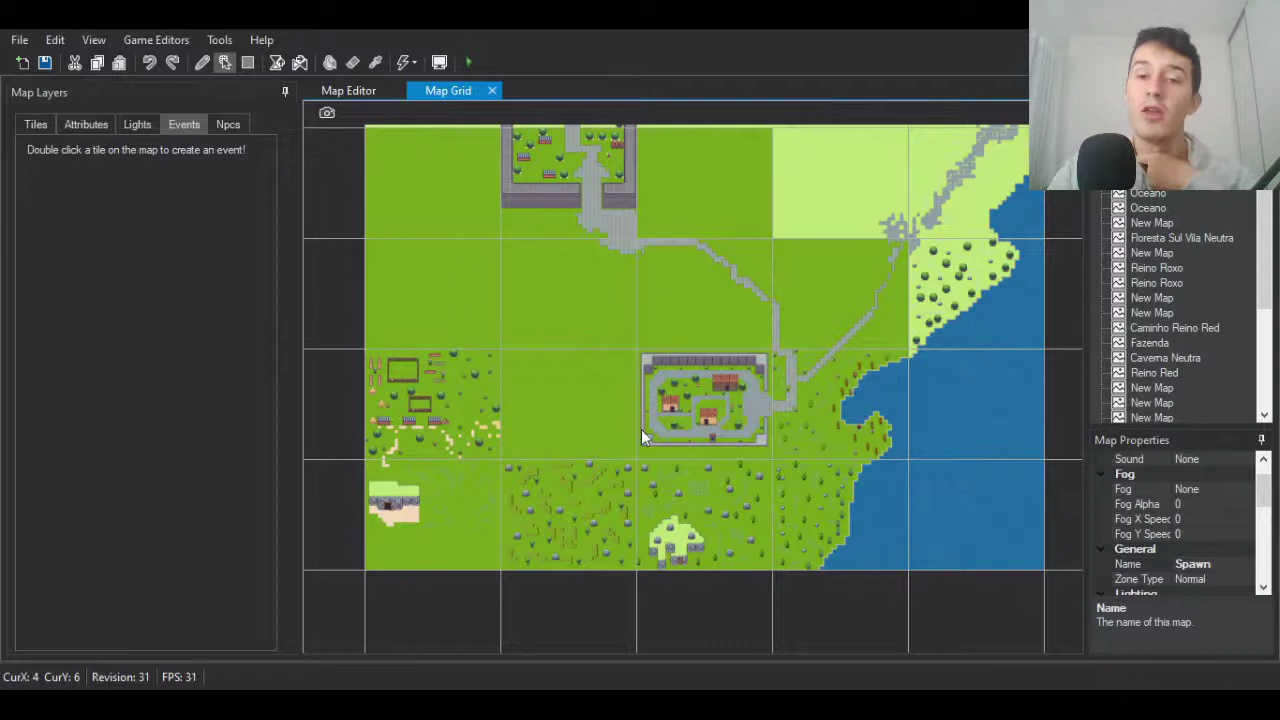 File Edit View Game Editors Tools Help
Map Layers
Map Editor Map Grid
Tiles Attributes Lights Events Npcs
Double click a tile on the map to create an event!
Oceano
Oceano
New Map
Floresta Sul Vila Neutra
New Map
Reino Roxo
Reino Roxo
New Map
New Map
Caminho Reino Red
Fazenda
Caverna Neutra
Reino Red
New Map
New Map
New Map
Map Properties
Sound None
Fog
Fog None
Fog Alpha 0
Fog X Speed 0
Fog Y Speed 0
General
Name Spawn
Zone Type Normal
Lighting
Name
The name of this map.
CurX: 4 CurY: 6 Revision: 31 FPS: 31